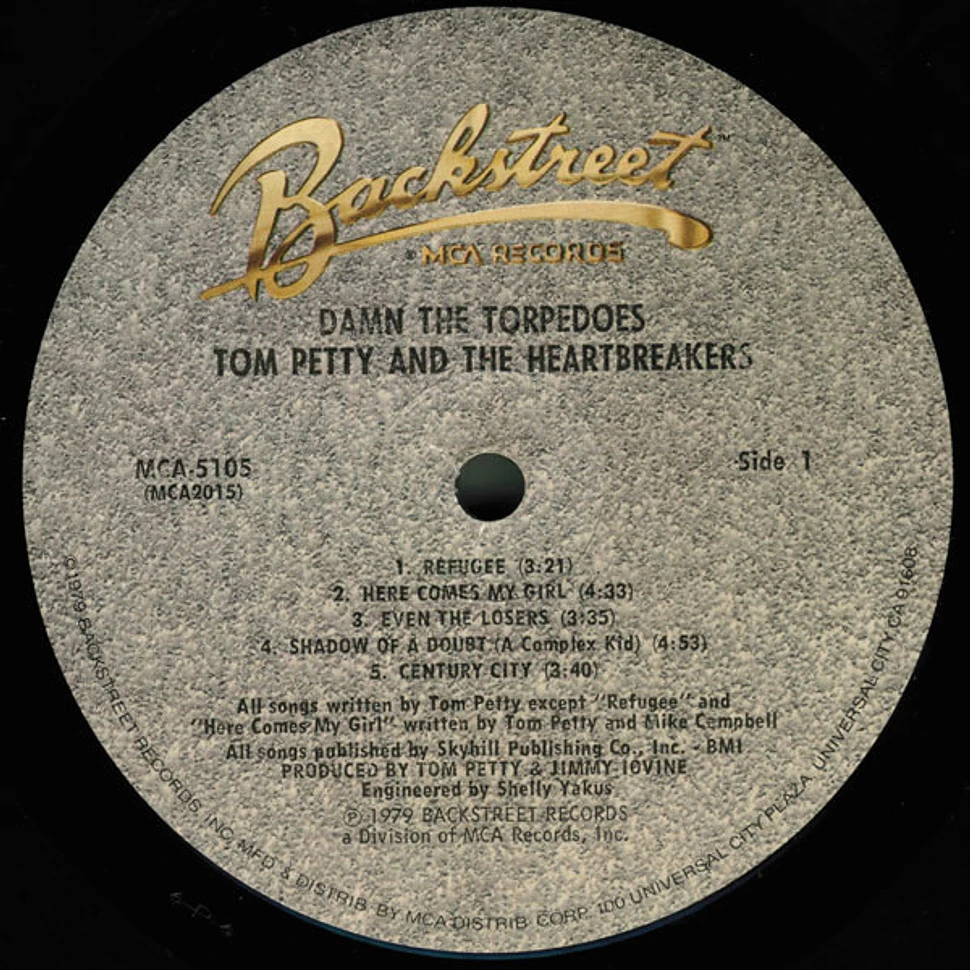 Backstreet™
® MCA RECORDS
DAMN THE TORPEDOES
TOM PETTY AND THE HEARTBREAKERS
MCA-5105
(MCA2015)
Side 1
1. REFUGEE (3:21)
2. HERE COMES MY GIRL (4:33)
3. EVEN THE LOSERS (3:35)
4. SHADOW OF A DOUBT (A Complex Kid) (4:53)
5. CENTURY CITY (3:40)
All songs written by Tom Petty except "Refugee" and
"Here Comes My Girl" written by Tom Petty and Mike Campbell
All songs published by Skyhill Publishing Co., Inc. - BMI
PRODUCED BY TOM PETTY & JIMMY IOVINE
Engineered by Shelly Yakus
℗ 1979 BACKSTREET RECORDS
a Division of MCA Records, Inc.
© 1979 BACKSTREET RECORDS, INC. MFD & DISTRIB BY MCA DISTRIB CORP. 100 UNIVERSAL CITY PLAZA UNIVERSAL CITY CA 91608